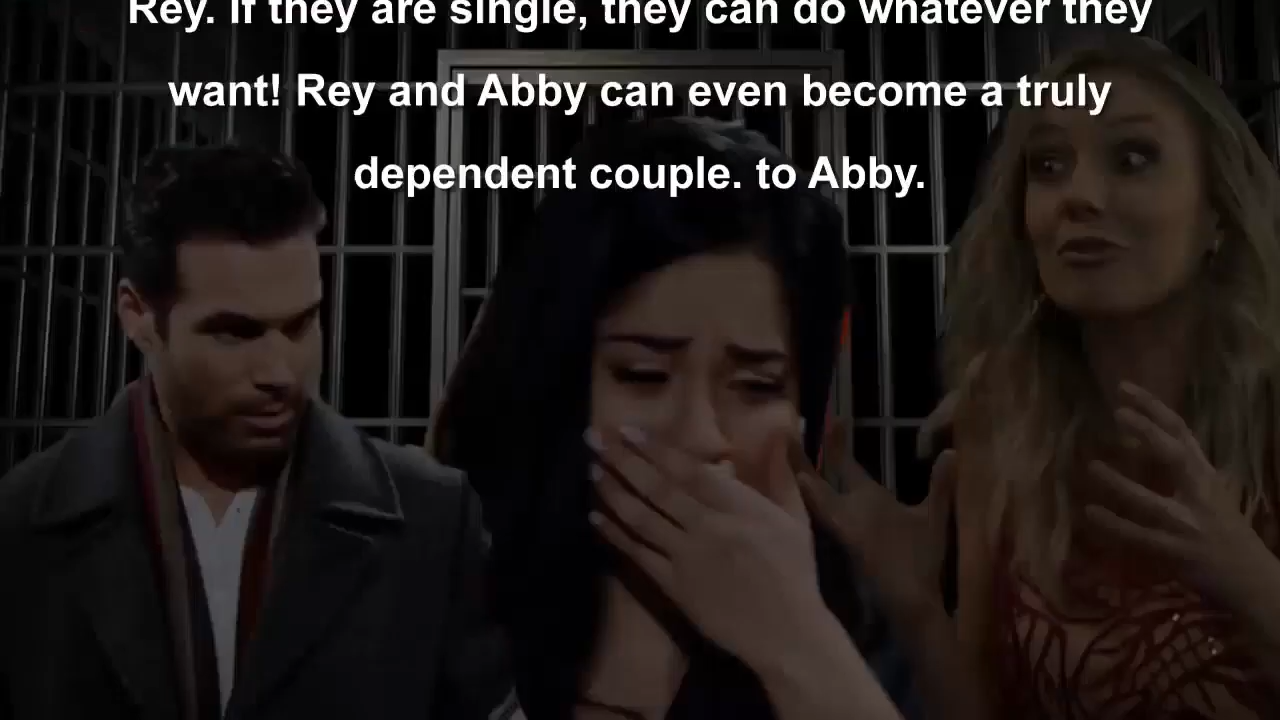 Rey. If they are single, they can do whatever they
want! Rey and Abby can even become a truly
dependent couple. to Abby.